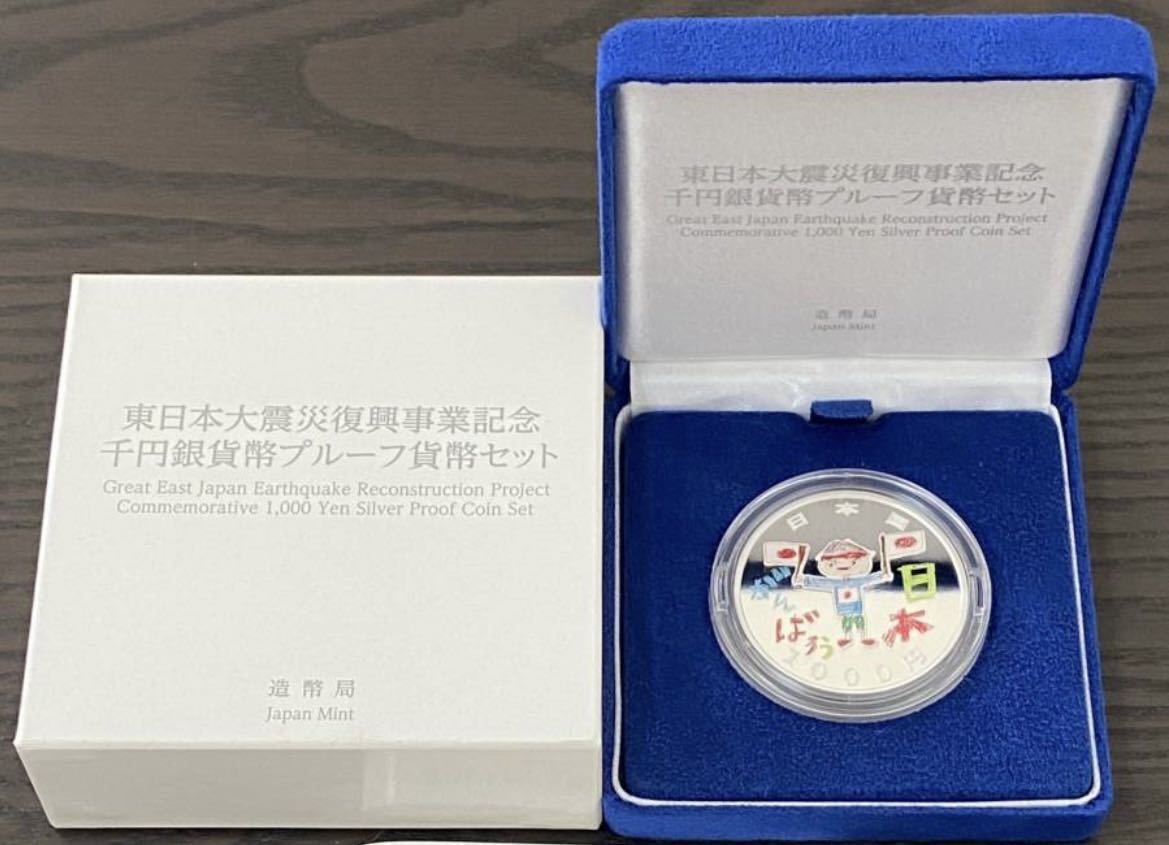 東日本大震災復興事業記念
千円銀貨幣プルーフ貨幣セット
Great East Japan Earthquake Reconstruction Project
Commemorative 1,000 Yen Silver Proof Coin Set
造幣局
Japan Mint
東日本大震災復興事業記念
千円銀貨幣プルーフ貨幣セット
Great East Japan Earthquake Reconstruction Project
Commemorative 1,000 Yen Silver Proof Coin Set
造幣局
Japan Mint
日本国
がんばろう日本
1000円